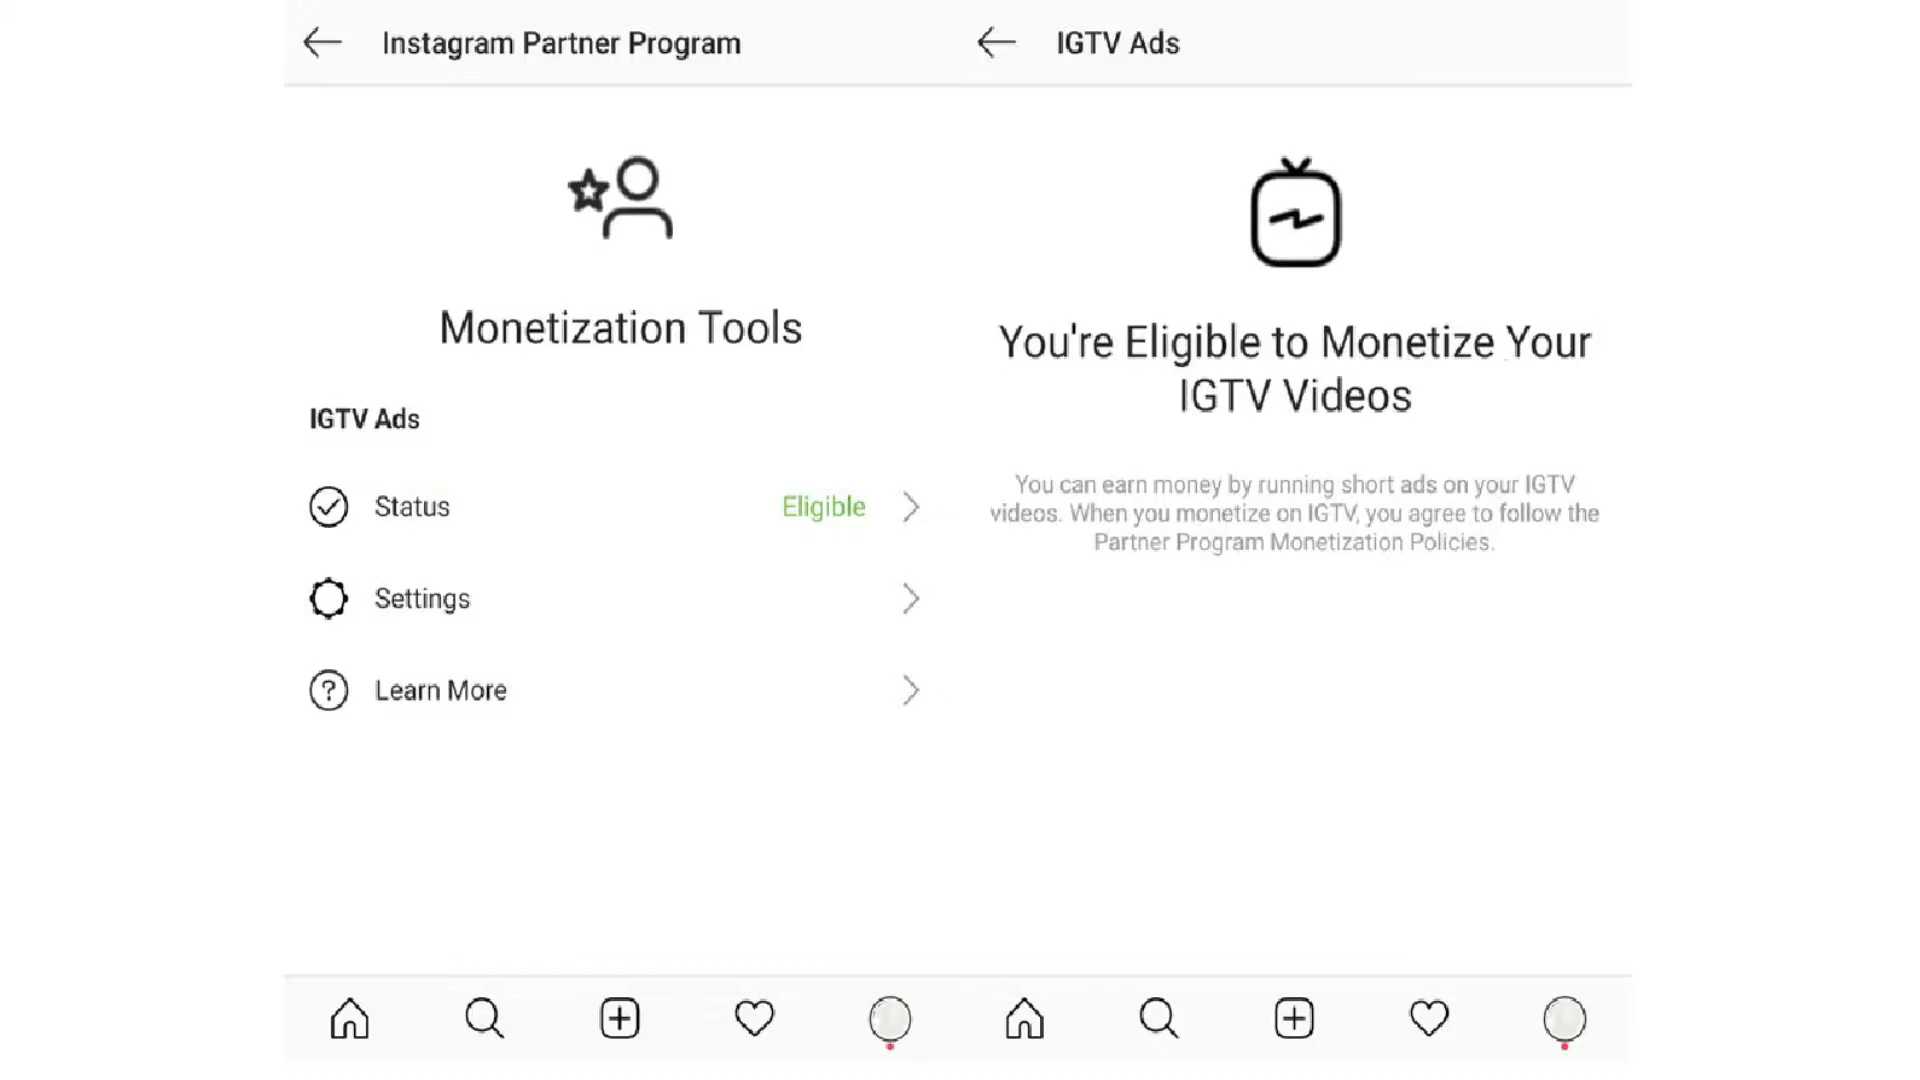 Instagram Partner Program
Monetization Tools
IGTV Ads
Status
Eligible
Settings
Learn More
IGTV Ads
You're Eligible to Monetize Your
IGTV Videos
You can earn money by running short ads on your IGTV
videos. When you monetize on IGTV, you agree to follow the
Partner Program Monetization Policies.